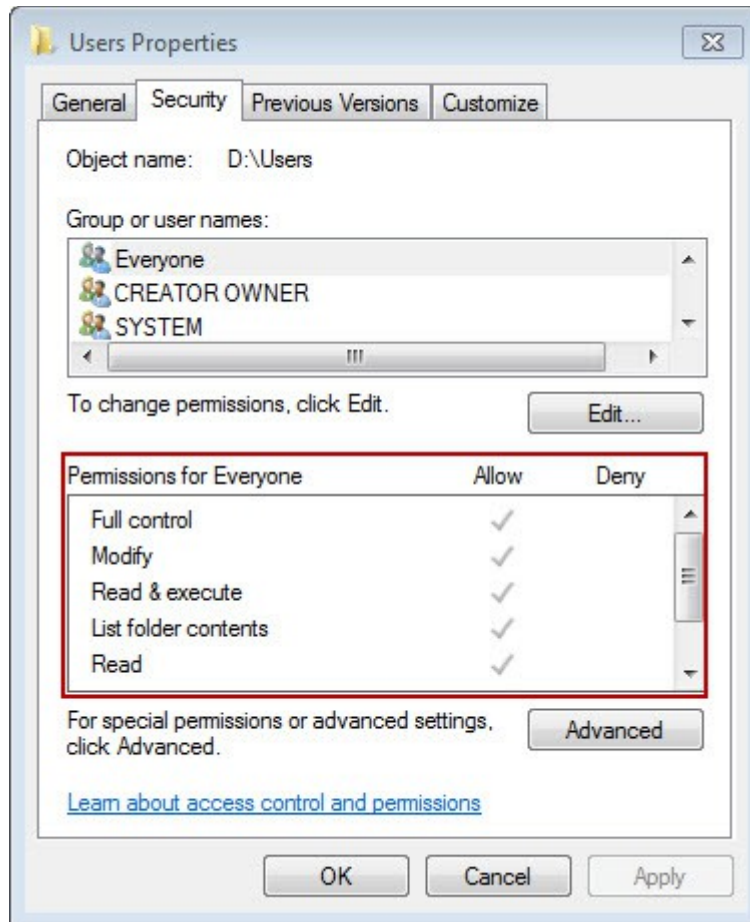 Users Properties
General Security Previous Versions Customize
Object name: D:\Users
Group or user names:
Everyone
CREATOR OWNER
SYSTEM
To change permissions, click Edit.
Edit...
Permissions for Everyone Allow Deny
Full control
Modify
Read & execute
List folder contents
Read
For special permissions or advanced settings,
click Advanced.
Advanced
Learn about access control and permissions
OK Cancel Apply